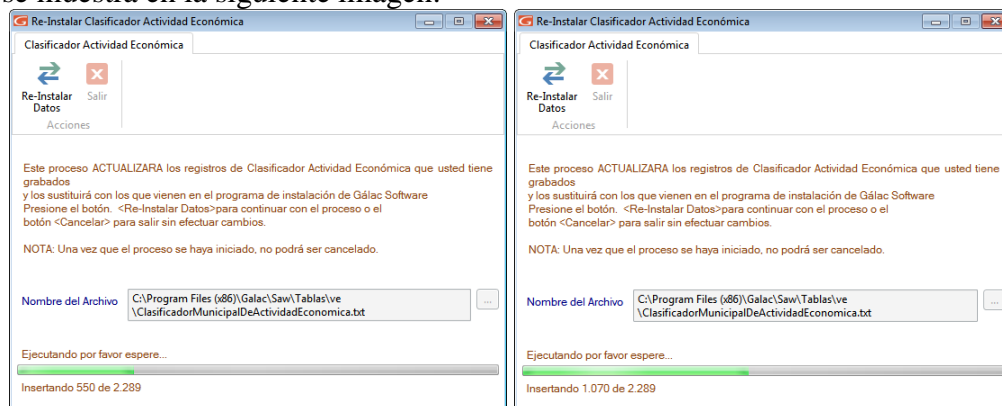 se muestra en la siguiente imagen:
Re-Instalar Clasificador Actividad Económica
Clasificador Actividad Económica
Re-Instalar
Datos
Salir
Acciones
Este proceso ACTUALIZARA los registros de Clasificador Actividad Económica que usted tiene
grabados
y los sustituirá con los que vienen en el programa de instalación de Gálac Software
Presione el botón. <Re-Instalar Datos>para continuar con el proceso o el
botón <Cancelar> para salir sin efectuar cambios.
NOTA: Una vez que el proceso se haya iniciado, no podrá ser cancelado.
Nombre del Archivo
C:\Program Files (x86)\Galac\Saw\Tablas\ve
\ClasificadorMunicipalDeActividadEconomica.txt
...
Ejecutando por favor espere...
Insertando 550 de 2.289
Re-Instalar Clasificador Actividad Económica
Clasificador Actividad Económica
Re-Instalar
Datos
Salir
Acciones
Este proceso ACTUALIZARA los registros de Clasificador Actividad Económica que usted tiene
grabados
y los sustituirá con los que vienen en el programa de instalación de Gálac Software
Presione el botón. <Re-Instalar Datos>para continuar con el proceso o el
botón <Cancelar> para salir sin efectuar cambios.
NOTA: Una vez que el proceso se haya iniciado, no podrá ser cancelado.
Nombre del Archivo
C:\Program Files (x86)\Galac\Saw\Tablas\ve
\ClasificadorMunicipalDeActividadEconomica.txt
...
Ejecutando por favor espere...
Insertando 1.070 de 2.289